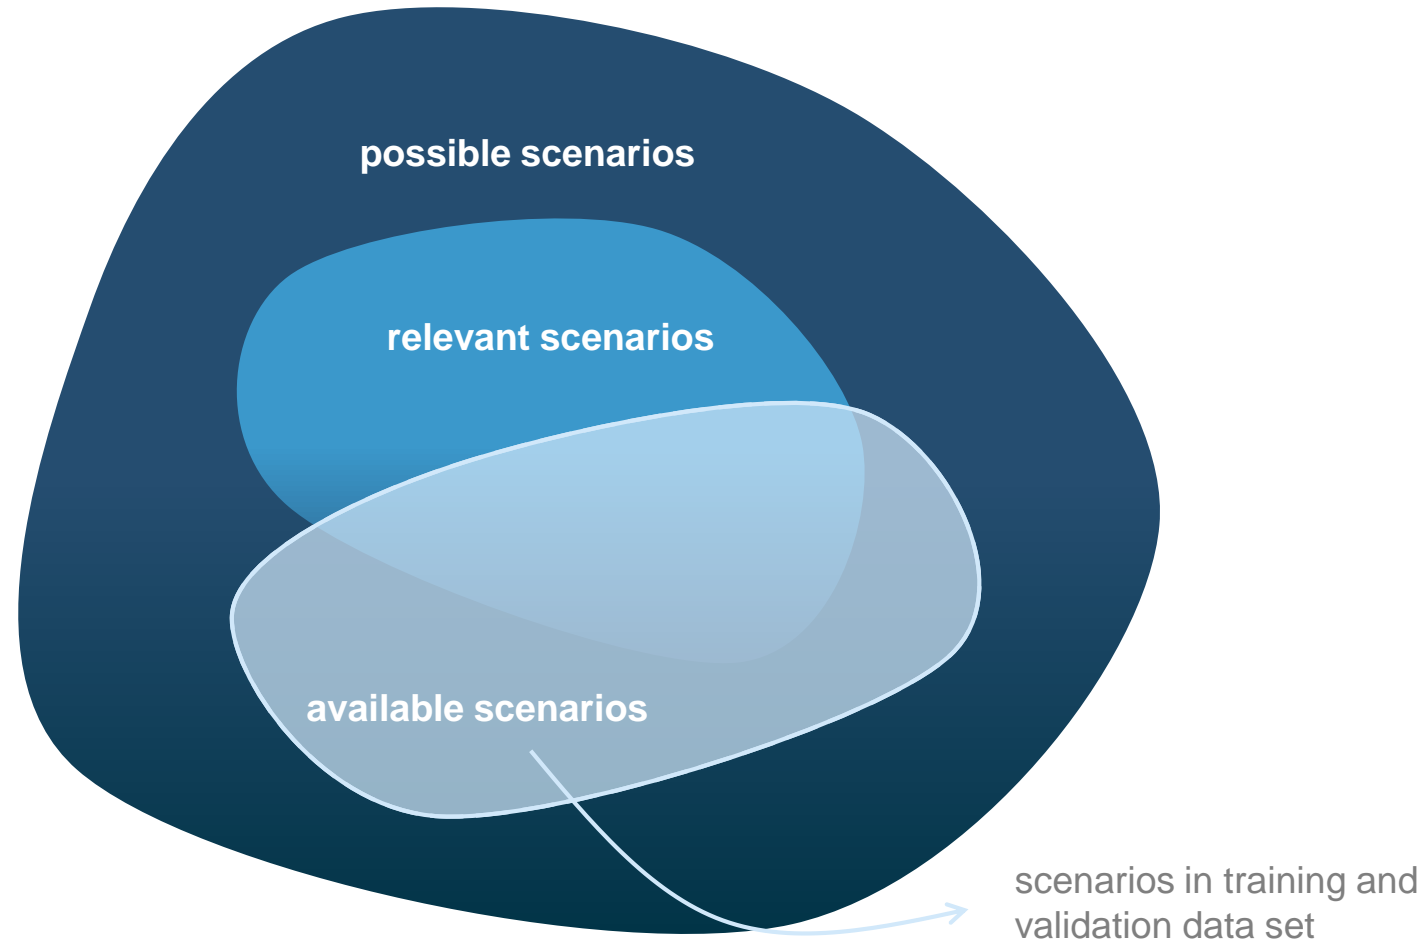 possible scenarios
relevant scenarios
available scenarios
scenarios in training and
validation data set